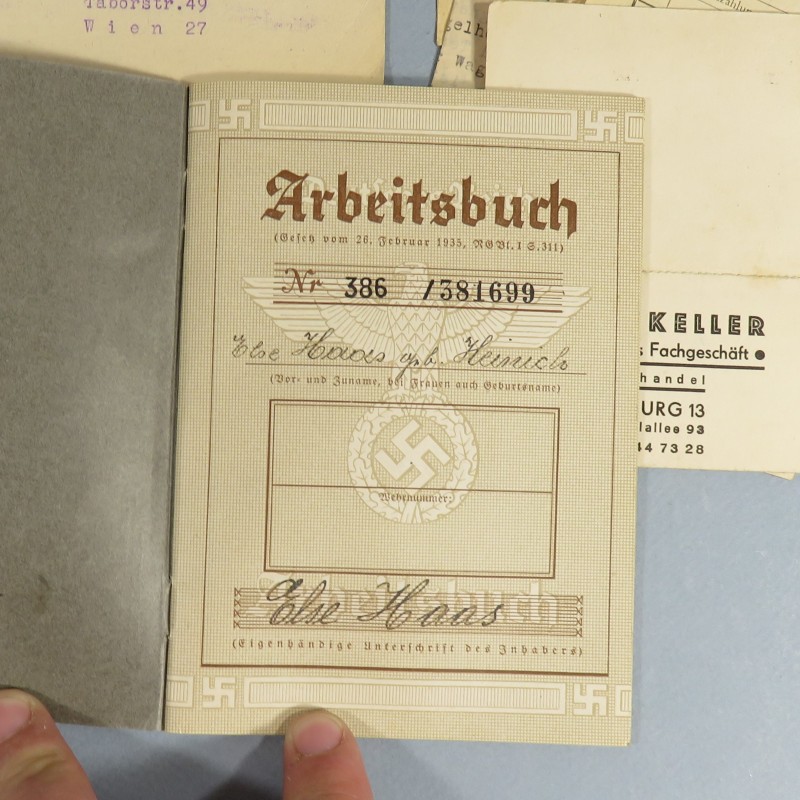 Taborstr.49
Wien 27
Arbeitsbuch
(Gesetz vom 26. Februar 1935, RGBl. I S. 311)
Nr 386 /381699
Else Haas geb. Heinrich
(Vor- und Zuname, bei Frauen auch Geburtsname)
Wehrnummer:
Else Haas
Arbeitsbuch
(Eigenhändige Unterschrift des Inhabers)
KELLER
Fachgeschäft ●
handel
URG 13
allee 93
44 73 28